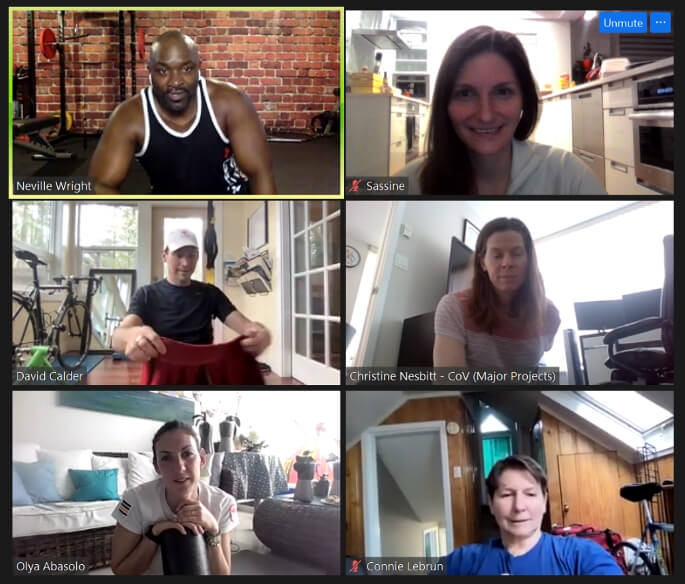 Unmute
Neville Wright
Sassine
David Calder
Christine Nesbitt - CoV (Major Projects)
Olya Abasolo
Connie Lebrun